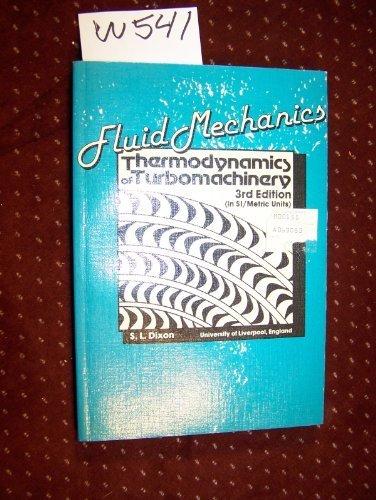 W541
Fluid Mechanics
Thermodynamics
of Turbomachinery
3rd Edition
(in SI/Metric Units)
S. L. Dixon
University of Liverpool, England